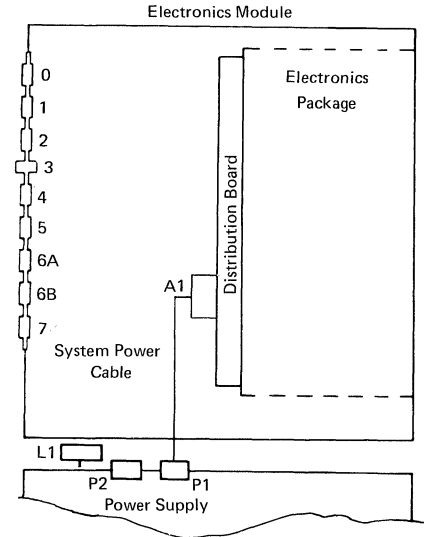 Electronics Module
0
1
2
3
4
5
6A
6B
7
Electronics
Package
Distribution Board
A1
System Power
Cable
L1
P2
P1
Power Supply